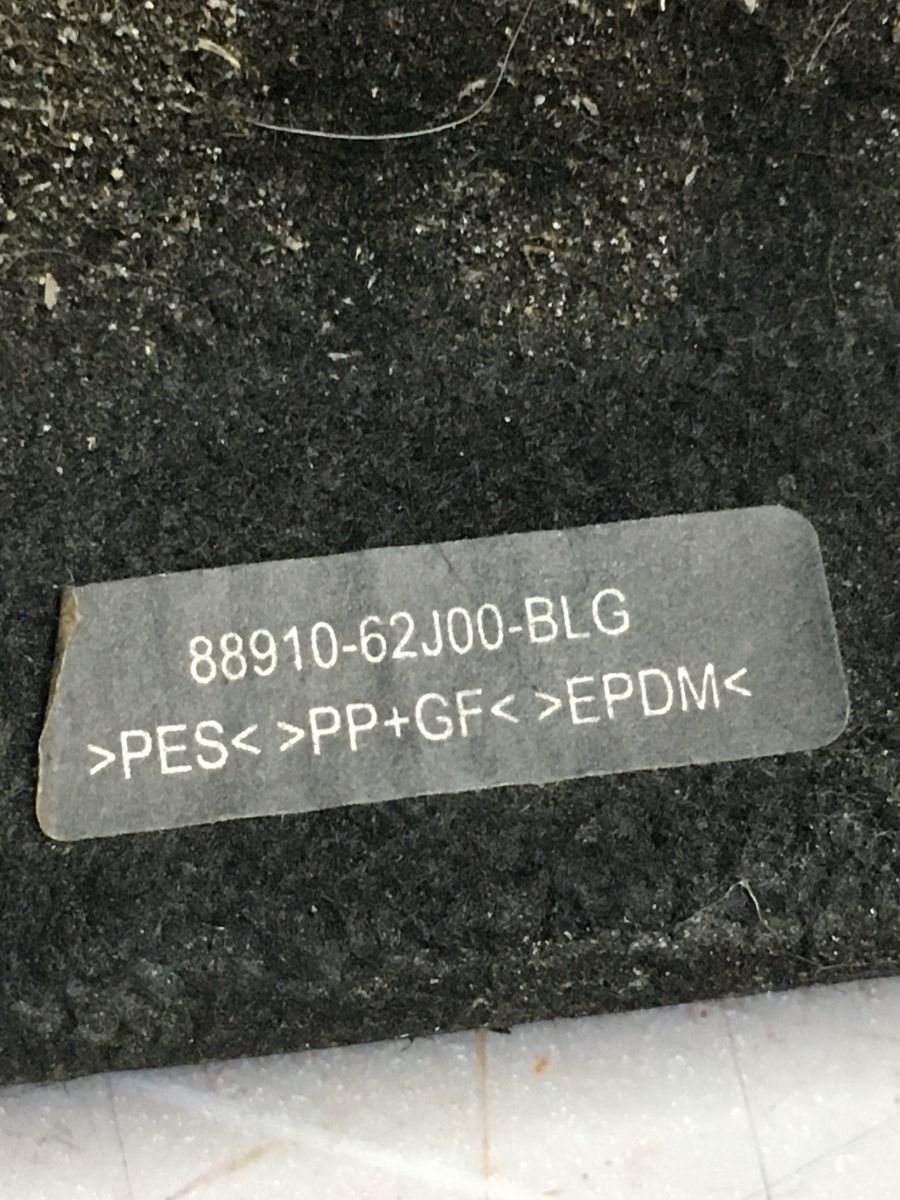 88910-62J00-BLG
>PES< >PP+GF< >EPDM<